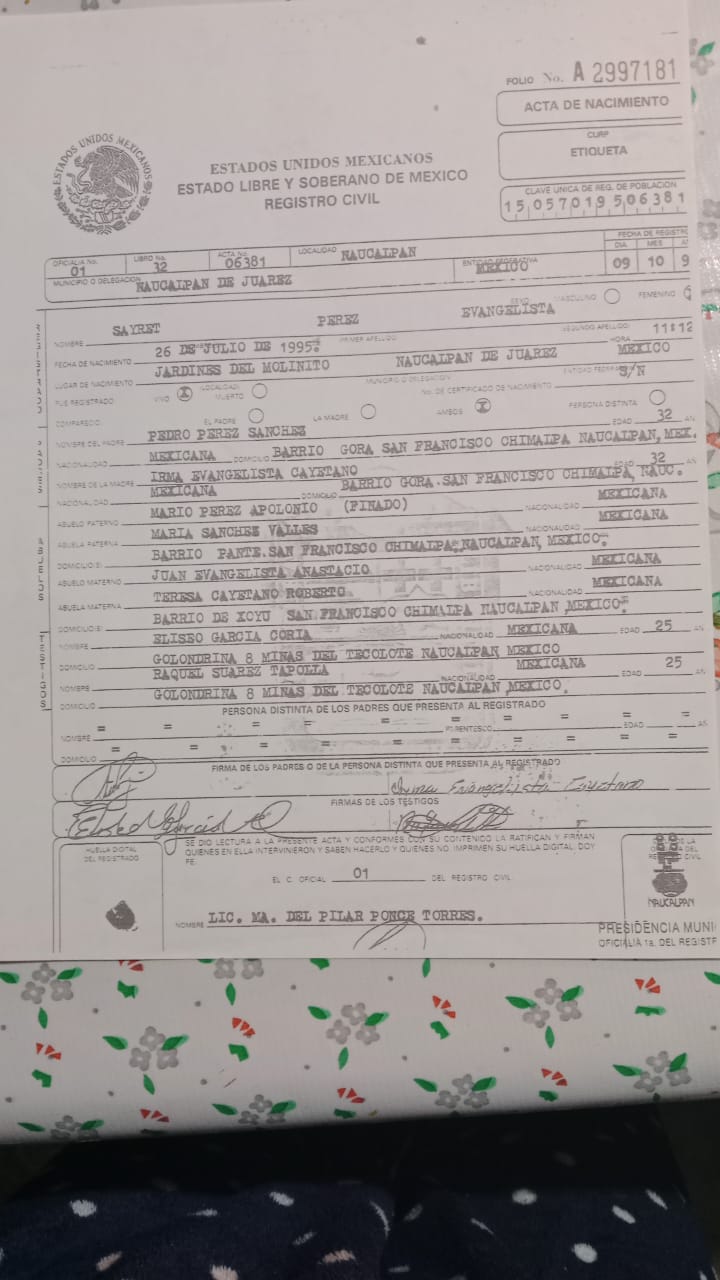 FOLIO No. A 2997181
ACTA DE NACIMIENTO
CURP
ETIQUETA
ESTADOS UNIDOS MEXICANOS
ESTADOS UNIDOS MEXICANOS
ESTADO LIBRE Y SOBERANO DE MEXICO
REGISTRO CIVIL
CLAVE UNICA DE REG. DE POBLACION
15,057019506381
OFICIALIA No. 01 LIBRO No. 32 ACTA No. 06381 LOCALIDAD NAUCALPAN
FECHA DE REGISTR
DIA MES
09 10 9
MUNICIPIO O DELEGACION NAUCALPAN DE JUAREZ ENTIDAD FEDERATIVA MEXICO
SEXO MASCULINO FEMENINO
NOMBRE SAYRET PEREZ EVANGELISTA
PRIMER APELLIDO SEGUNDO APELLIDO
FECHA DE NACIMIENTO 26 DE JULIO DE 1995. HORA 11:12
LUGAR DE NACIMIENTO JARDINES DEL MOLINITO NAUCALPAN DE JUAREZ MEXICO
LOCALIDAD MUNICIPIO O DELEGACION
FUE REGISTRADO VIVO X MUERTO No. DE CERTIFICADO DE NACIMIENTO S/N
COMPARECIO EL PADRE LA MADRE AMBOS X PERSONA DISTINTA
NOMBRE DEL PADRE PEDRO PEREZ SANCHEZ EDAD 32 AN
NACIONALIDAD MEXICANA DOMICILIO BARRIO GORA SAN FRANCISCO CHIMALPA NAUCALPAN, MEX.
NOMBRE DE LA MADRE IRMA EVANGELISTA CAYETANO EDAD 32 AN
NACIONALIDAD MEXICANA DOMICILIO BARRIO GORA.SAN FRANCISCO CHIMALPA, NAUC.
ABUELO PATERNO MARIO PEREZ APOLONIO (FINADO) NACIONALIDAD MEXICANA
ABUELA PATERNA MARIA SANCHEZ VALLES NACIONALIDAD MEXICANA
DOMICILIO BARRIO PANTE.SAN FRANCISCO CHIMALPA, NAUCALPAN, MEXICO.
ABUELO MATERNO JUAN EVANGELISTA ANASTACIO NACIONALIDAD MEXICANA
ABUELA MATERNA TERESA CAYETANO ROBERTO NACIONALIDAD MEXICANA
DOMICILIO BARRIO DE XOYU SAN FRANCISCO CHIMALPA NAUCALPAN ,MEXICO.
NOMBRE ELISEO GARCIA CORIA NACIONALIDAD MEXICANA EDAD 25
DOMICILIO GOLONDRINA 8 MINAS DEL TECOLOTE NAUCALPAN MEXICO
NOMBRE RAQUEL SUAREZ TAPOLLA NACIONALIDAD MEXICANA EDAD 25 AN
DOMICILIO GOLONDRINA 8 MINAS DEL TECOLOTE NAUCALPAN ,MEXICO.
PADRES
ABUELOS
TESTIGOS
PERSONA DISTINTA DE LOS PADRES QUE PRESENTA AL REGISTRADO
= = = = = = = = =
NOMBRE PARENTESCO EDAD AN
= = = = = = = = =
DOMICILIO
FIRMA DE LOS PADRES O DE LA PERSONA DISTINTA QUE PRESENTA AL REGISTRADO
Evangelista Cayetano
FIRMAS DE LOS TESTIGOS
HUELLA DIGITAL
DEL REGISTRADO
SE DIO LECTURA A LA PRESENTE ACTA Y CONFORMES CON SU CONTENIDO LA RATIFICAN Y FIRMAN
QUIENES EN ELLA INTERVINIERON Y SABEN HACERLO Y QUIENES NO IMPRIMEN SU HUELLA DIGITAL. DOY
FE.
EL C. OFICIAL 01 DEL REGISTRO CIVIL
NOMBRE LIC. MA. DEL PILAR PONCE TORRES.
NAUCALPAN
PRESIDENCIA MUNI
OFICIALIA 1a. DEL REGISTR